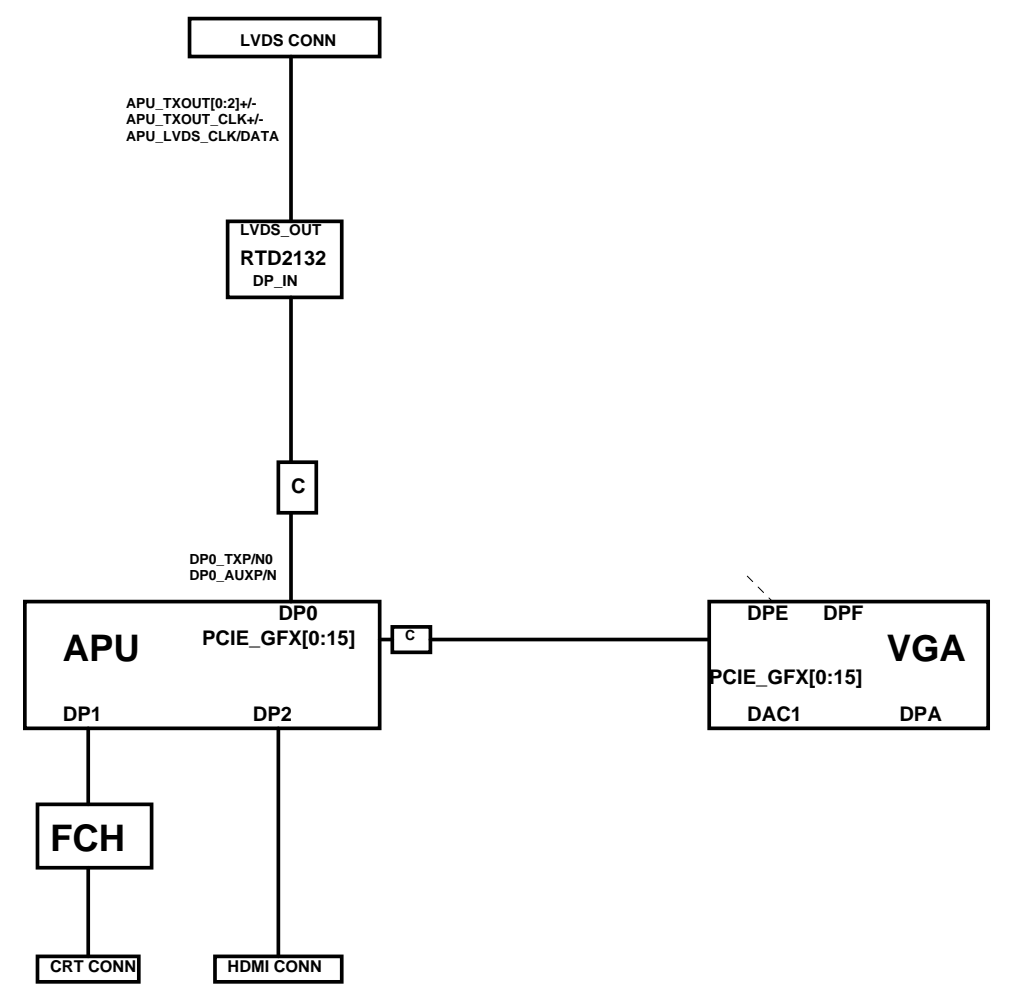 LVDS CONN
APU_TXOUT[0:2]+/-
APU_TXOUT_CLK+/-
APU_LVDS_CLK/DATA
LVDS_OUT
RTD2132
DP_IN
C
DP0_TXP/N0
DP0_AUXP/N
DP0
PCIE_GFX[0:15]
APU
DP1
DP2
C
DPE
DPF
VGA
PCIE_GFX[0:15]
DAC1
DPA
FCH
CRT CONN
HDMI CONN